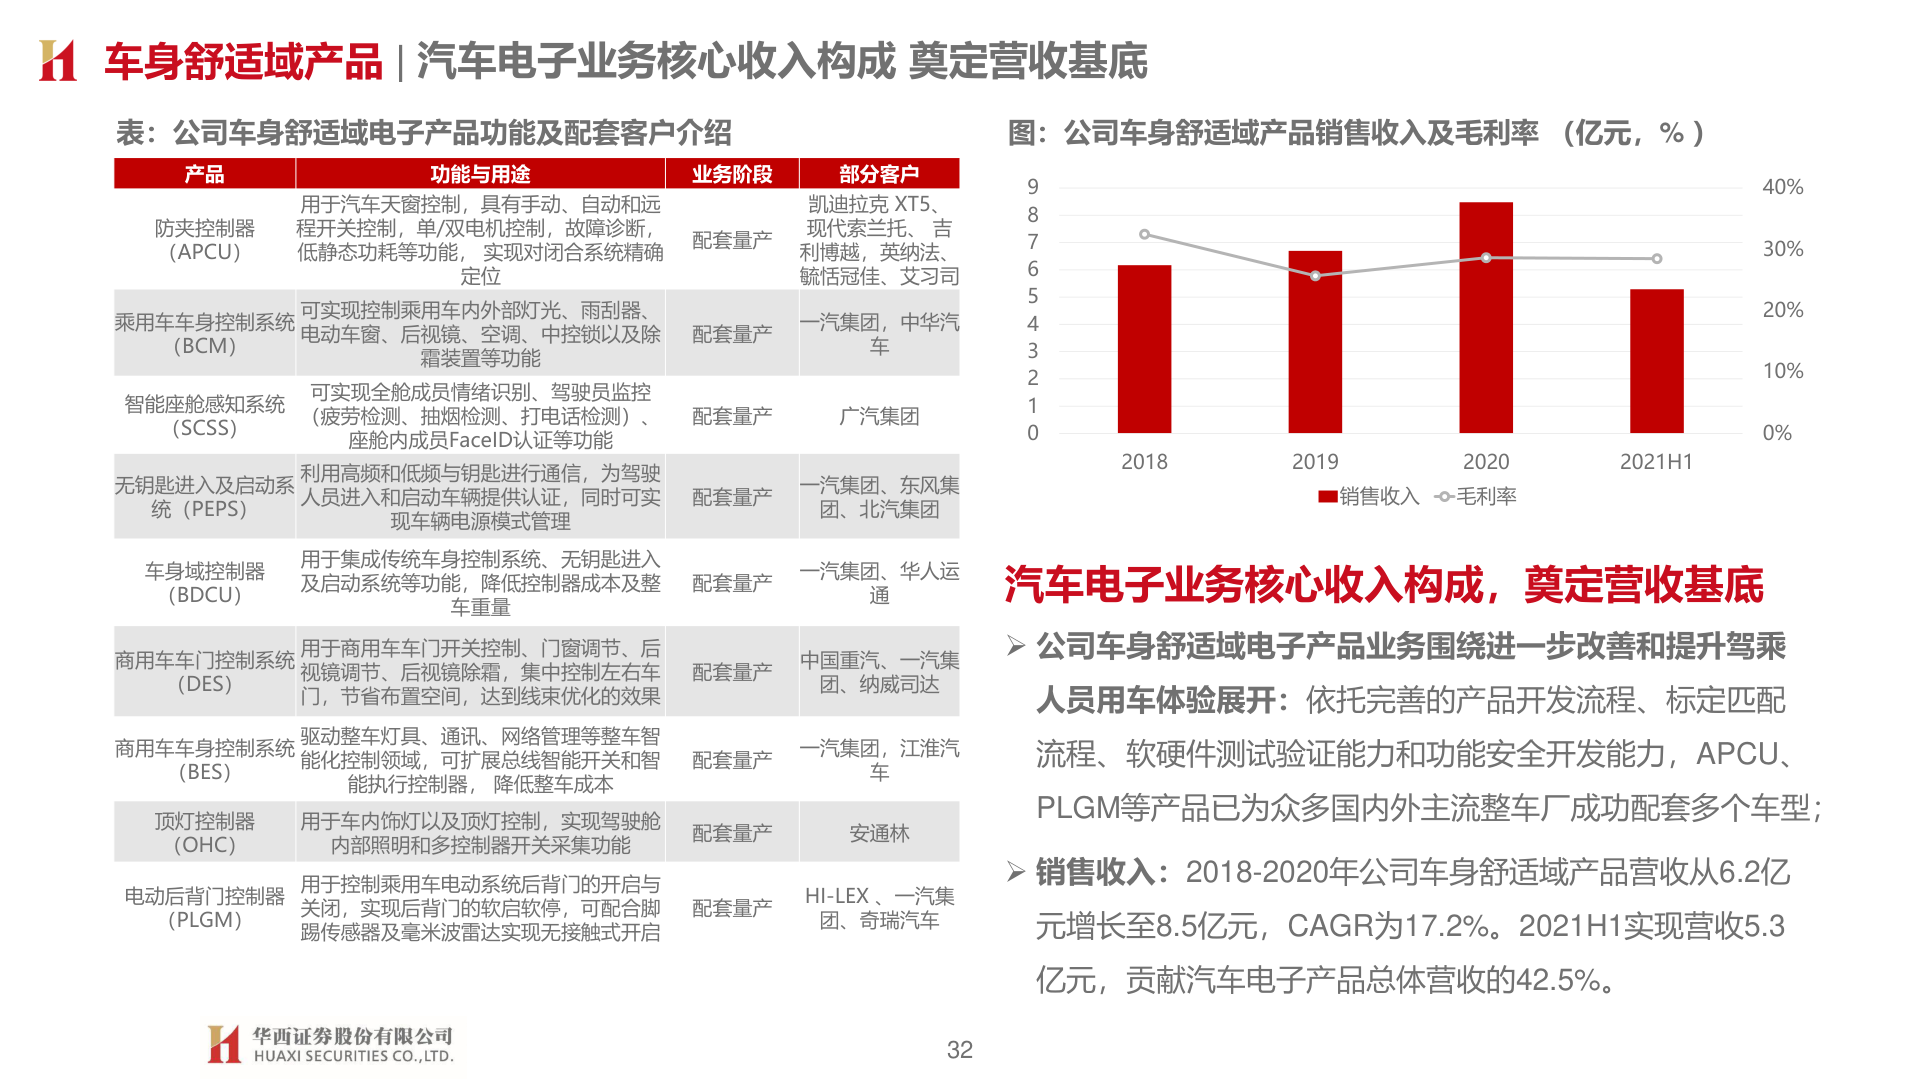 车身舒适域产品 | 汽车电子业务核心收入构成 奠定营收基底
表：公司车身舒适域电子产品功能及配套客户介绍
产品 功能与用途 业务阶段 部分客户
防夹控制器
（APCU）
用于汽车天窗控制，具有手动、自动和远
程开关控制，单/双电机控制，故障诊断，
低静态功耗等功能， 实现对闭合系统精确
定位
配套量产
凯迪拉克 XT5、
现代索兰托、 吉
利博越，英纳法、
毓恬冠佳、艾习司
乘用车车身控制系统
（BCM）
可实现控制乘用车内外部灯光、雨刮器、
电动车窗、后视镜、空调、中控锁以及除
霜装置等功能
配套量产
一汽集团，中华汽
车
智能座舱感知系统
（SCSS）
可实现全舱成员情绪识别、驾驶员监控
（疲劳检测、抽烟检测、打电话检测）、
座舱内成员FaceID认证等功能
配套量产
广汽集团
无钥匙进入及启动系
统（PEPS）
利用高频和低频与钥匙进行通信，为驾驶
人员进入和启动车辆提供认证，同时可实
现车辆电源模式管理
配套量产
一汽集团、东风集
团、北汽集团
车身域控制器
（BDCU）
用于集成传统车身控制系统、无钥匙进入
及启动系统等功能，降低控制器成本及整
车重量
配套量产
一汽集团、华人运
通
商用车车门控制系统
（DES）
用于商用车车门开关控制、门窗调节、后
视镜调节、后视镜除霜，集中控制左右车
门，节省布置空间，达到线束优化的效果
配套量产
中国重汽、一汽集
团、纳威司达
商用车车身控制系统
（BES）
驱动整车灯具、通讯、网络管理等整车智
能化控制领域，可扩展总线智能开关和智
能执行控制器， 降低整车成本
配套量产
一汽集团，江淮汽
车
顶灯控制器
（OHC）
用于车内饰灯以及顶灯控制，实现驾驶舱
内部照明和多控制器开关采集功能
配套量产
安通林
电动后背门控制器
（PLGM）
用于控制乘用车电动系统后背门的开启与
关闭，实现后背门的软启软停，可配合脚
踢传感器及毫米波雷达实现无接触式开启
配套量产
HI-LEX 、一汽集
团、奇瑞汽车
图：公司车身舒适域产品销售收入及毛利率 （亿元，% ）
9
8
7
6
5
4
3
2
1
0
40%
30%
20%
10%
0%
2018 2019 2020 2021H1
销售收入 毛利率
汽车电子业务核心收入构成，奠定营收基底
➢ 公司车身舒适域电子产品业务围绕进一步改善和提升驾乘
人员用车体验展开：依托完善的产品开发流程、标定匹配
流程、软硬件测试验证能力和功能安全开发能力，APCU、
PLGM等产品已为众多国内外主流整车厂成功配套多个车型；
➢ 销售收入：2018-2020年公司车身舒适域产品营收从6.2亿
元增长至8.5亿元，CAGR为17.2%。2021H1实现营收5.3
亿元，贡献汽车电子产品总体营收的42.5%。
华西证券股份有限公司
HUAXI SECURITIES CO.,LTD.
32